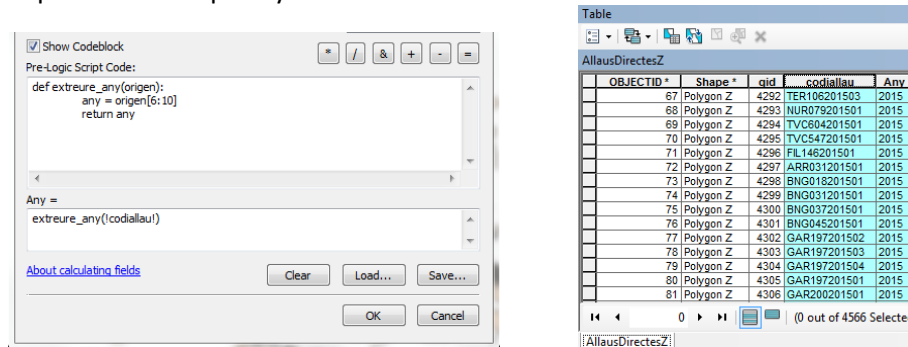 Show Codeblock
* / & + - =
Pre-Logic Script Code:
def extreure_any(origen):
any = origen[6:10]
return any
Any =
extreure_any(!codiallau!)
About calculating fields
Clear Load... Save...
OK Cancel
Table
AllausDirectesZ
OBJECTID * Shape * gid codiallau Any
67 Polygon Z 4292 TER106201503 2015
68 Polygon Z 4293 NUR079201501 2015
69 Polygon Z 4294 TVC604201501 2015
70 Polygon Z 4295 TVC547201501 2015
71 Polygon Z 4296 FIL146201501 2015
72 Polygon Z 4297 ARR031201501 2015
73 Polygon Z 4298 BNG018201501 2015
74 Polygon Z 4299 BNG031201501 2015
75 Polygon Z 4300 BNG037201501 2015
76 Polygon Z 4301 BNG045201501 2015
77 Polygon Z 4302 GAR197201502 2015
78 Polygon Z 4303 GAR197201503 2015
79 Polygon Z 4304 GAR197201504 2015
80 Polygon Z 4305 GAR197201501 2015
81 Polygon Z 4306 GAR200201501 2015
0 (0 out of 4566 Selecte
AllausDirectesZ